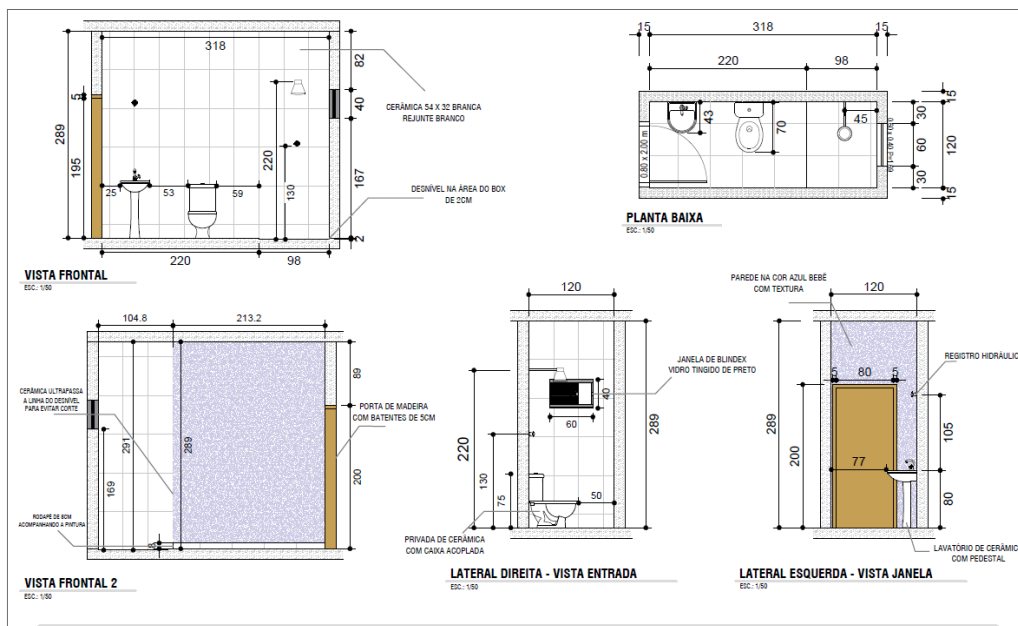 318
289
5
195
25
53
59
220
130
82
40
167
2
220
98
CERÂMICA 54 X 32 BRANCA
REJUNTE BRANCO
DESNÍVEL NA ÁREA DO BOX
DE 2CM
VISTA FRONTAL
ESC.: 1/50
15
318
15
220
98
43
70
45
0.80 x 2.00 m
30
60
30
15
120
15
PLANTA BAIXA
ESC.: 1/50
104.8
213.2
CERÂMICA ULTRAPASSA
A LINHA DO DESNÍVEL
PARA EVITAR CORTE
291
289
169
8
89
200
PORTA DE MADEIRA
COM BATENTES DE 5CM
RODAPÉ DE 8CM
ACOMPANHANDO A PINTURA
VISTA FRONTAL 2
ESC.: 1/50
120
JANELA DE BLINDEX
VIDRO TINGIDO DE PRETO
40
60
220
130
75
50
289
PRIVADA DE CERÂMICA
COM CAIXA ACOPLADA
LATERAL DIREITA - VISTA ENTRADA
ESC.: 1/50
PAREDE NA COR AZUL BEBÊ
COM TEXTURA
120
REGISTRO HIDRÁULICO
5
80
5
289
200
77
105
80
LAVATÓRIO DE CERÂMICA
COM PEDESTAL
LATERAL ESQUERDA - VISTA JANELA
ESC.: 1/50